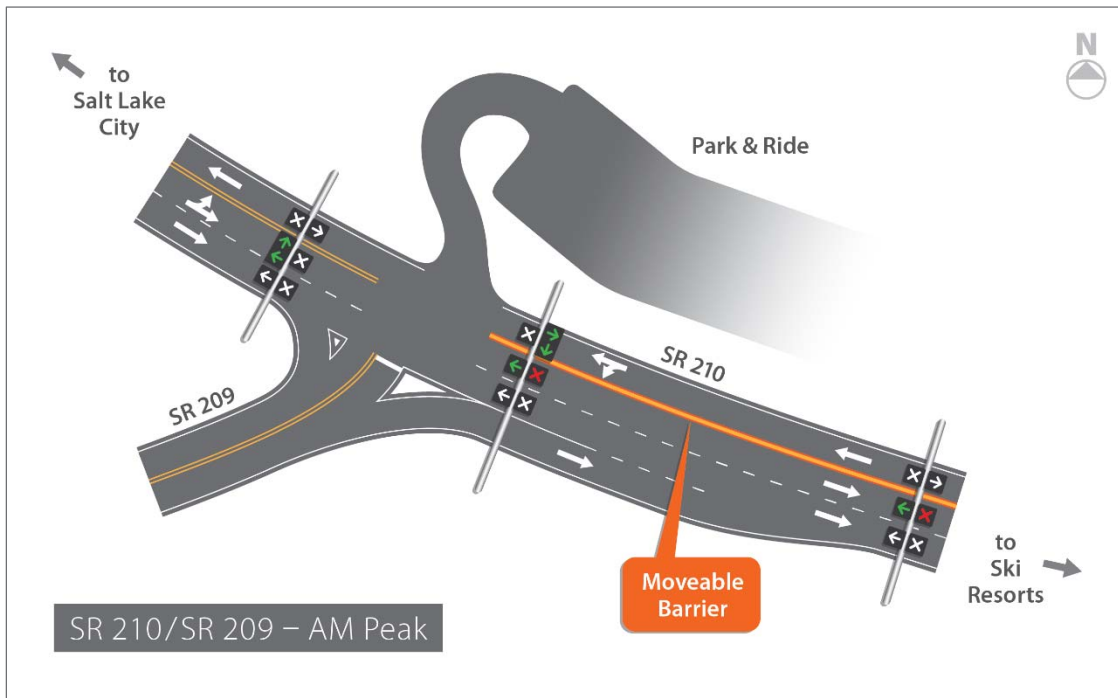 to
Salt Lake
City
N
Park & Ride
SR 210
SR 209
Moveable
Barrier
to
Ski
Resorts
SR 210/SR 209 – AM Peak